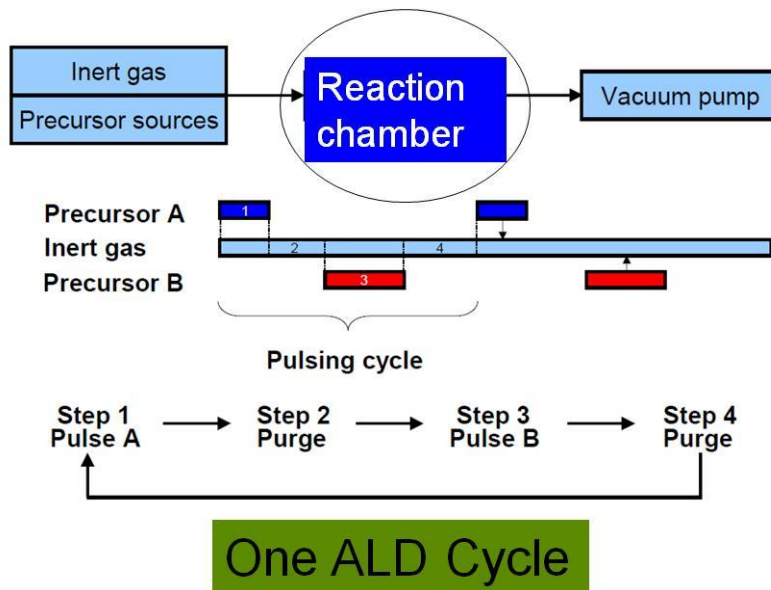 Inert gas
Precursor sources
Reaction
chamber
Vacuum pump
Precursor A
1
Inert gas
2
4
Precursor B
3
Pulsing cycle
Step 1
Pulse A
Step 2
Purge
Step 3
Pulse B
Step 4
Purge
One ALD Cycle